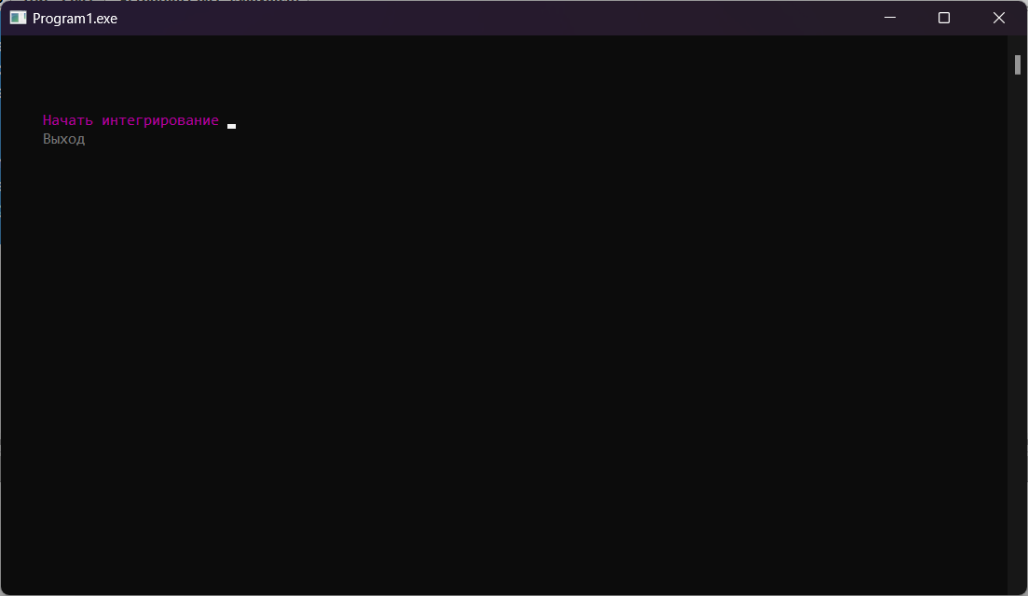 Program1.exe
Начать интегрирование
Выход